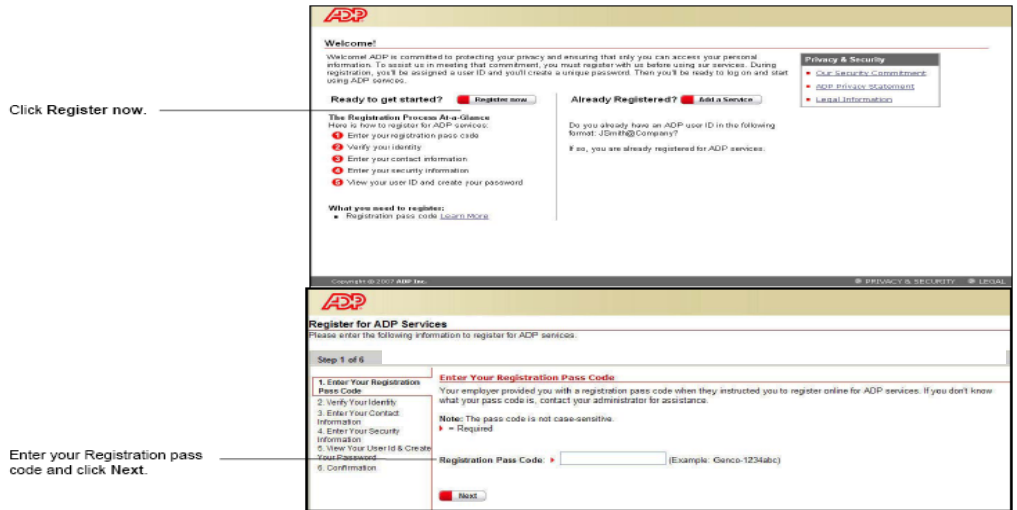 ADP
Welcome!
Welcome! ADP is committed to protecting your privacy and ensuring that only you can access your personal
information. To assist us in meeting that commitment, you must register with us before using our services. During
registration, you'll be assigned a user ID and you'll create a unique password. Then you'll be ready to log on and start
using ADP services.
Privacy & Security
Our Security Commitment
ADP Privacy Statement
Legal Information
Click Register now.
Ready to get started? Register now
The Registration Process At-a-Glance
Here is how to register for ADP services:
1 Enter your registration pass code
2 Verify your identity
3 Enter your contact information
4 Enter your security information
5 View your user ID and create your password
What you need to register:
Registration pass code Learn More
Already Registered? Add a Service
Do you already have an ADP user ID in the following
format: JSmith@Company?
If so, you are already registered for ADP services.
Copyright © 2007 ADP Inc.
PRIVACY & SECURITY LEGAL
ADP
Register for ADP Services
Please enter the following information to register for ADP services.
Step 1 of 6
1. Enter Your Registration
Pass Code
2. Verify Your Identity
3. Enter Your Contact
Information
4. Enter Your Security
Information
5. View Your User Id & Create
Your Password
6. Confirmation
Enter Your Registration Pass Code
Your employer provided you with a registration pass code when they instructed you to register online for ADP services. If you don't know
what your pass code is, contact your administrator for assistance.
Note: The pass code is not case-sensitive.
= Required
Enter your Registration pass
code and click Next.
Registration Pass Code: (Example: Genco-1234abc)
Next